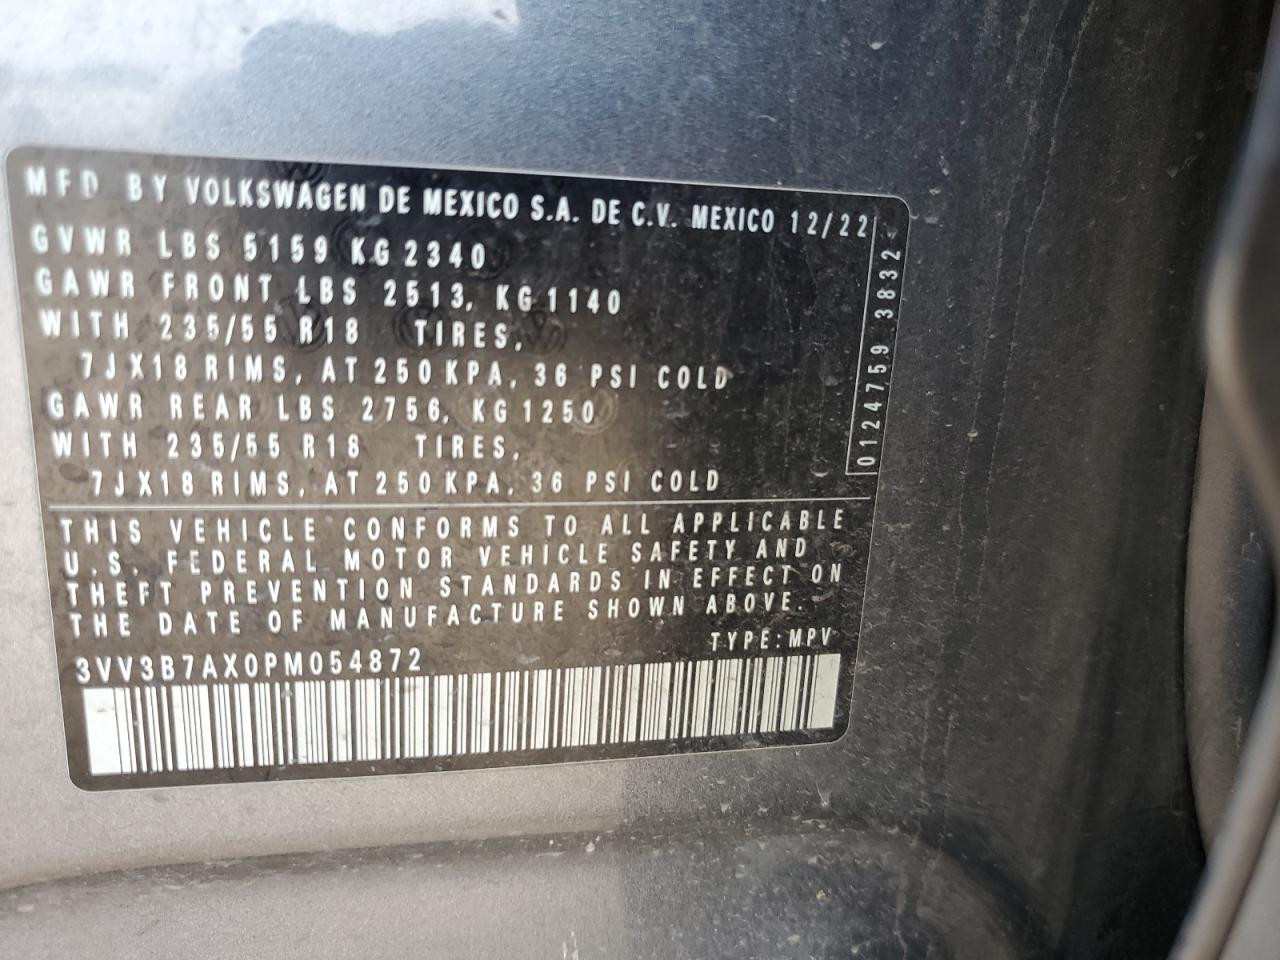 MFD BY VOLKSWAGEN DE MEXICO S.A. DE C.V. MEXICO 12/22
GVWR LBS 5159 KG 2340
GAWR FRONT LBS 2513, KG 1140
WITH 235/55 R18 TIRES,
7JX18 RIMS, AT 250 KPA, 36 PSI COLD
GAWR REAR LBS 2756, KG 1250
WITH 235/55 R18 TIRES,
7JX18 RIMS, AT 250 KPA, 36 PSI COLD
0124759 3832
THIS VEHICLE CONFORMS TO ALL APPLICABLE
U.S. FEDERAL MOTOR VEHICLE SAFETY AND
THEFT PREVENTION STANDARDS IN EFFECT ON
THE DATE OF MANUFACTURE SHOWN ABOVE.
TYPE: MPV
3VV3B7AX0PM054872